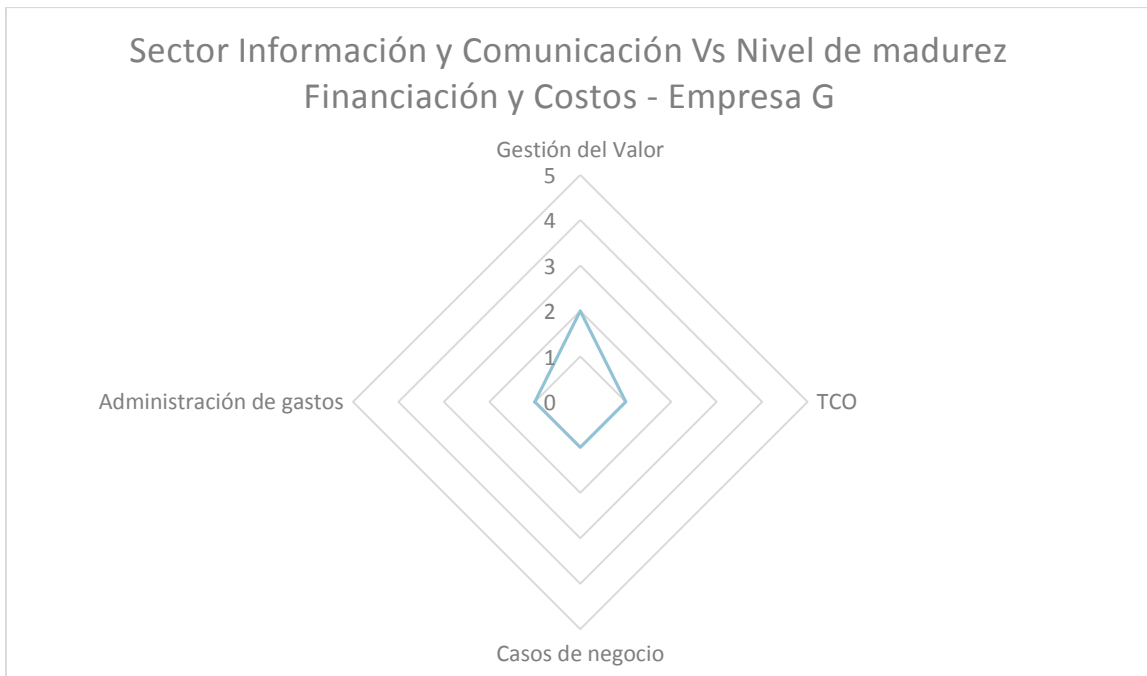 Sector Información y Comunicación Vs Nivel de madurez
Financiación y Costos - Empresa G
Gestión del Valor
5
4
3
2
1
Administración de gastos
0
TCO
Casos de negocio